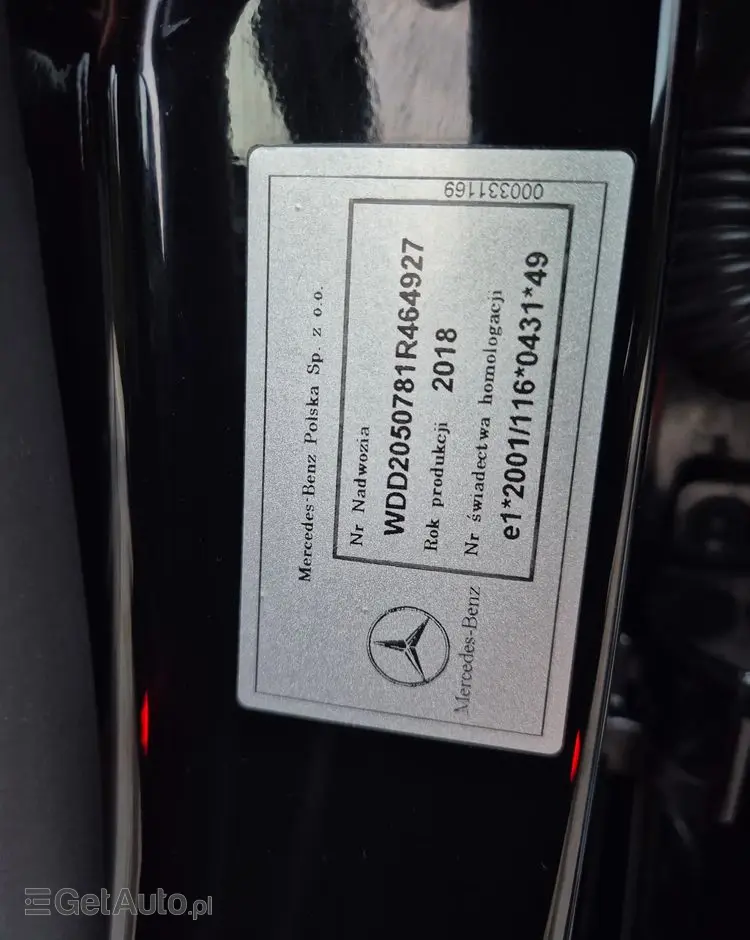 Mercedes-Benz Polska Sp. z o.o.
Nr Nadwozia
WDD2050781R464927
Rok produkcji 2018
Nr świadectwa homologacji
e1*2001/116*0431*49
000331169
Mercedes-Benz
GetAuto.pl